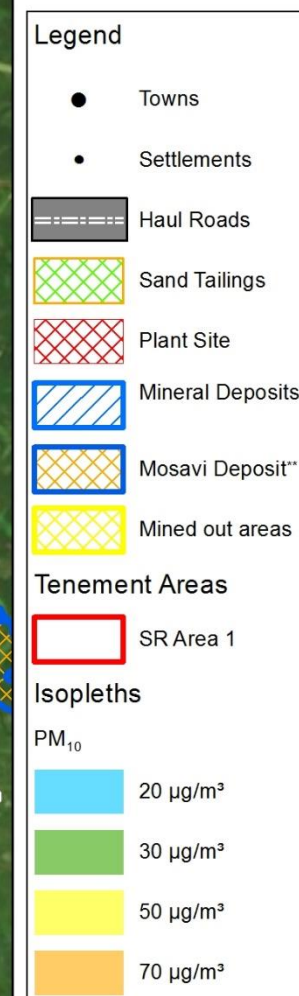 Legend
Towns
Settlements
Haul Roads
Sand Tailings
Plant Site
Mineral Deposits
Mosavi Deposit**
Mined out areas
Tenement Areas
SR Area 1
Isopleths
PM₁₀
20 µg/m³
30 µg/m³
50 µg/m³
70 µg/m³